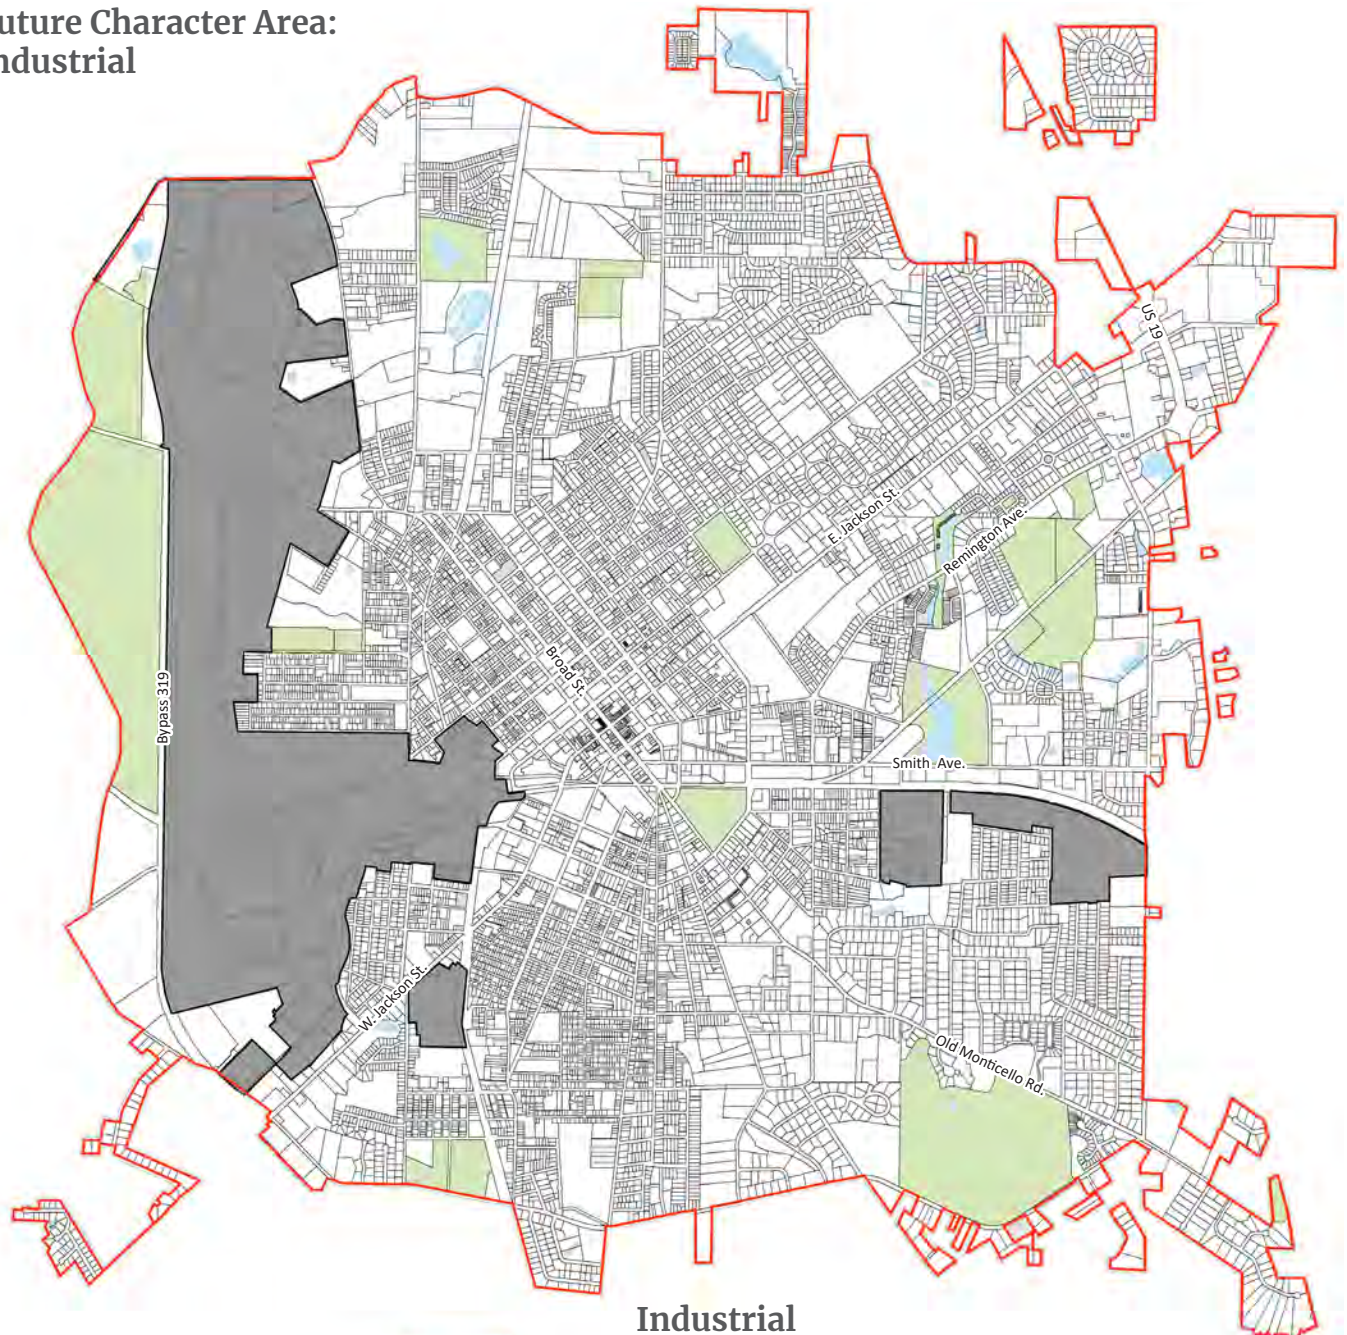 uture Character Area:
ndustrial
US 19
E. Jackson St.
Remington Ave.
Broad St.
Bypass 319
Smith Ave.
W. Jackson St.
Old Monticello Rd.
Industrial